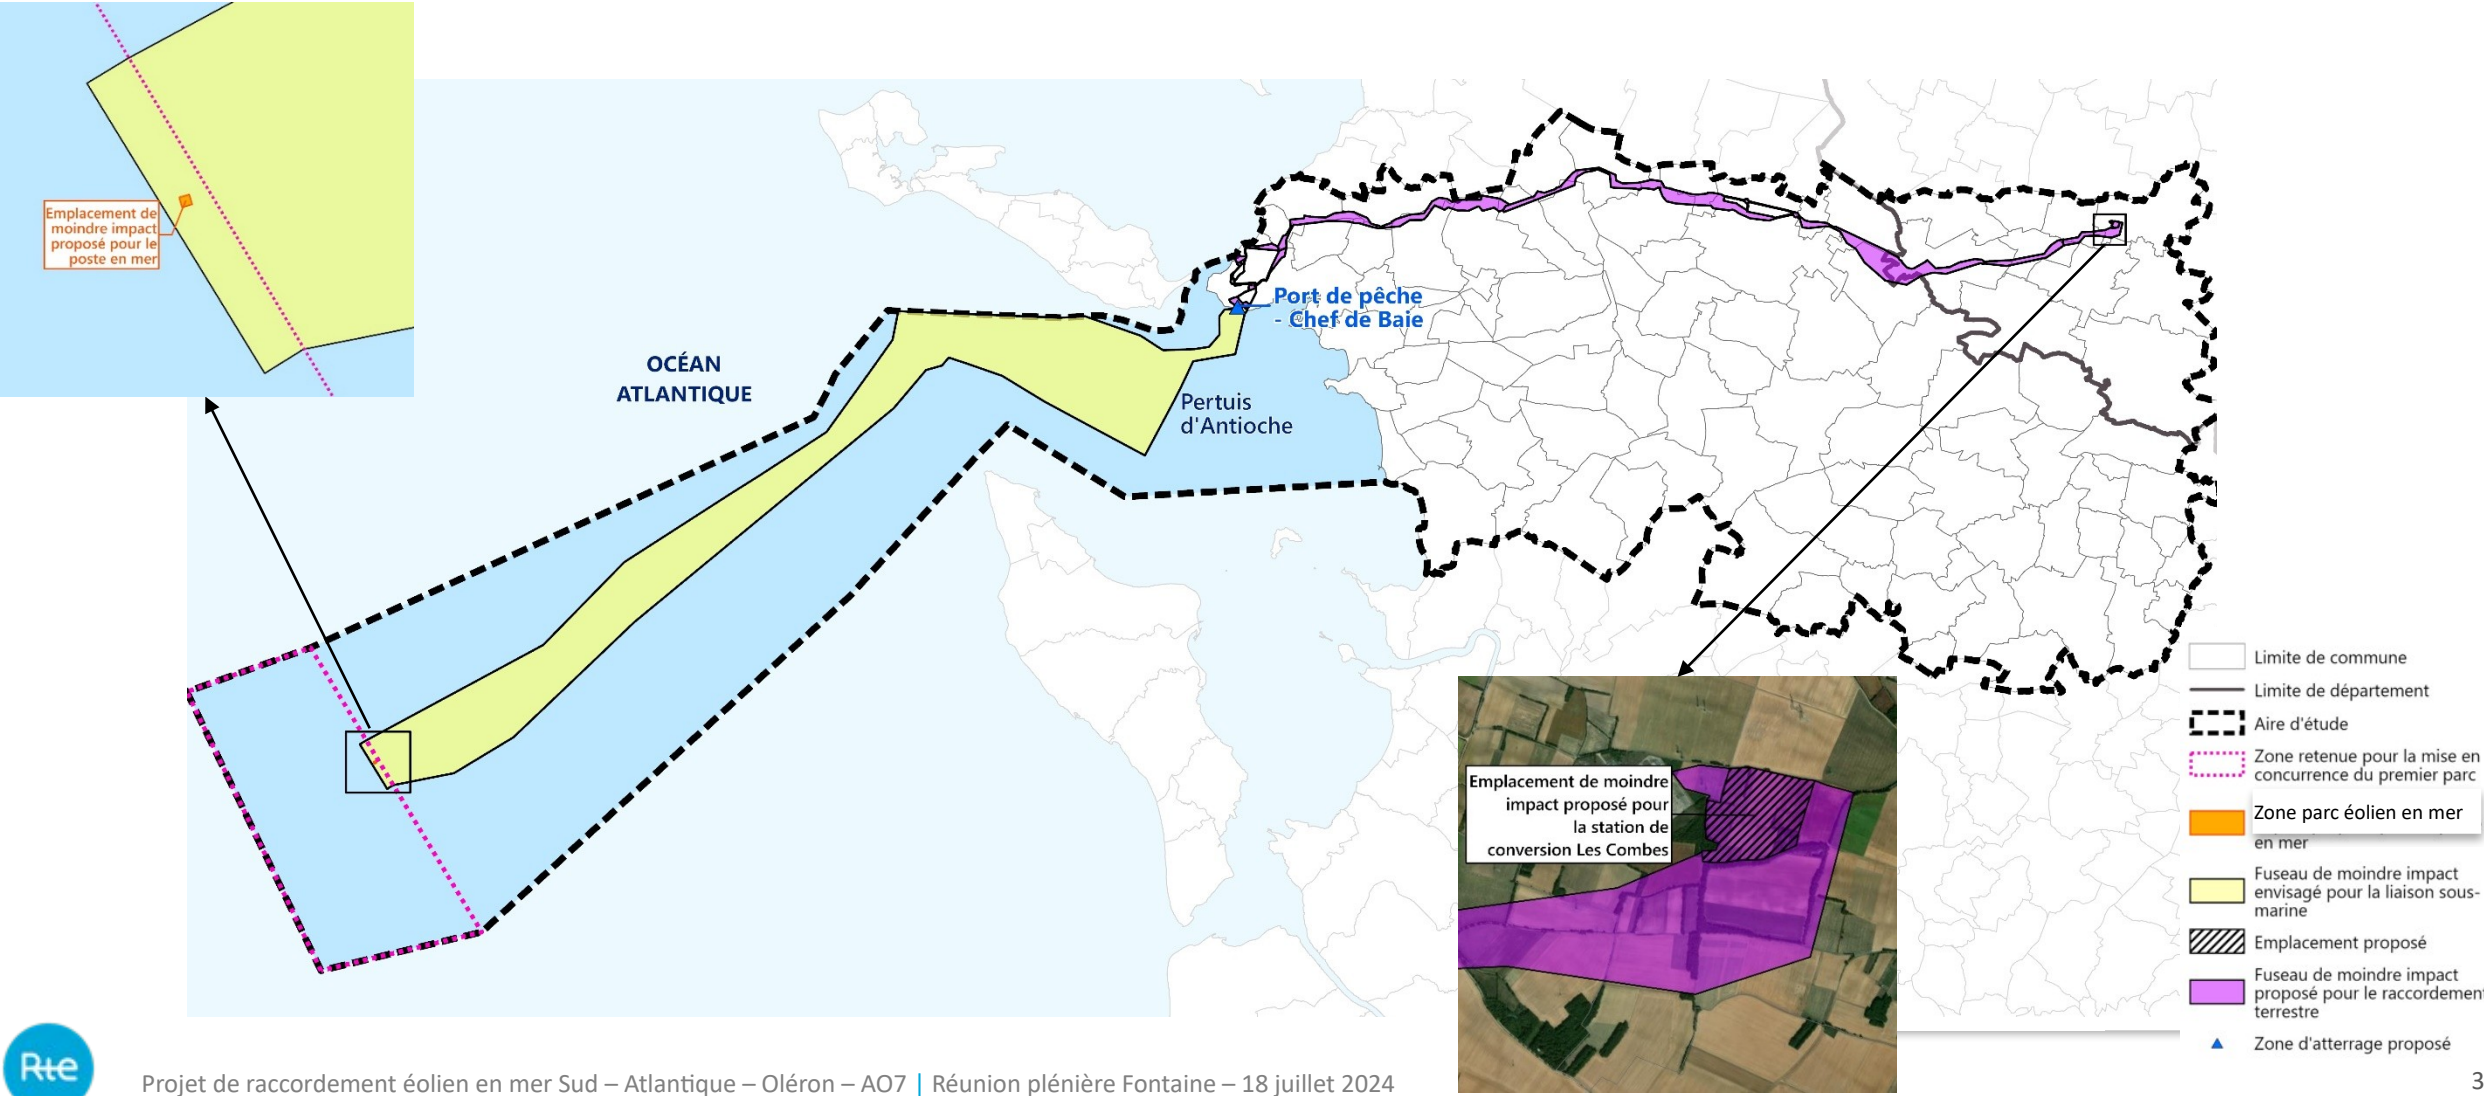 Emplacement de
moindre impact
proposé pour le
poste en mer
OCÉAN
ATLANTIQUE
Port de pêche
- Chef de Baie
Pertuis
d'Antioche
Emplacement de moindre
impact proposé pour
la station de
conversion Les Combes
Limite de commune
Limite de département
Aire d'étude
Zone retenue pour la mise en
concurrence du premier parc
Zone parc éolien en mer
en mer
Fuseau de moindre impact
envisagé pour la liaison sous-
marine
Emplacement proposé
Fuseau de moindre impact
proposé pour le raccordement
terrestre
Zone d'atterrage proposé
Rte
Projet de raccordement éolien en mer Sud – Atlantique – Oléron – AO7 | Réunion plénière Fontaine – 18 juillet 2024
3